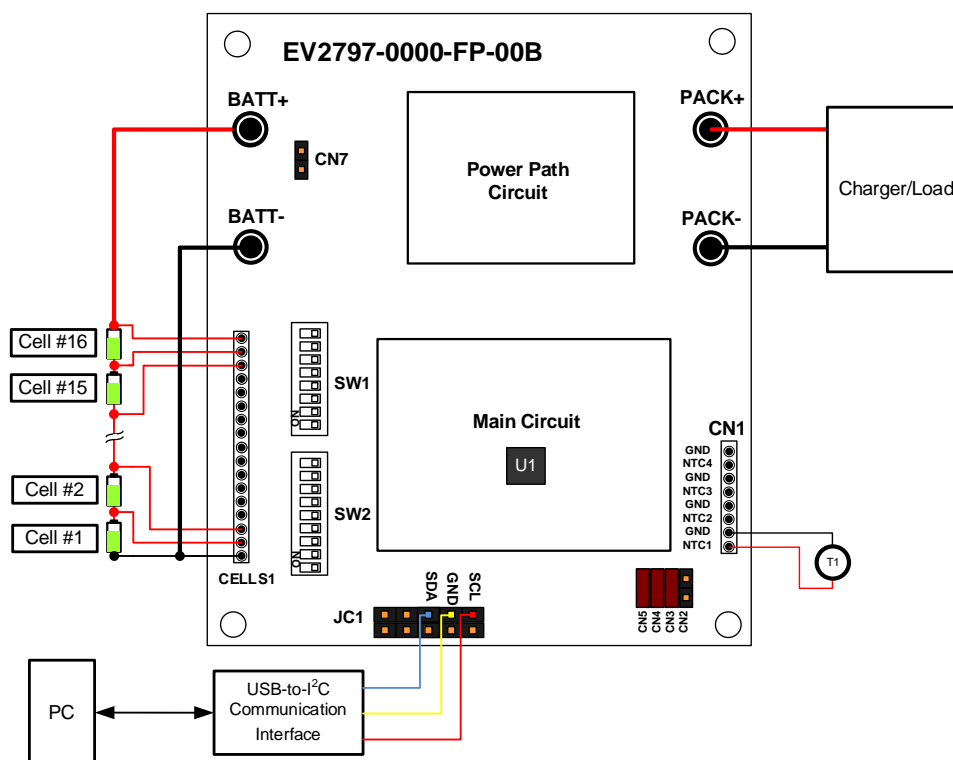 EV2797-0000-FP-00B
BATT+
PACK+
CN7
Power Path
Circuit
Charger/Load
BATT-
PACK-
Cell #16
Cell #15
SW1
ON
Main Circuit
U1
CN1
GND
NTC4
GND
NTC3
GND
NTC2
GND
NTC1
T1
Cell #2
Cell #1
SW2
ON
CELLS1
SDA
GND
SCL
JC1
CN5
CN4
CN3
CN2
PC
USB-to-I²C
Communication
Interface